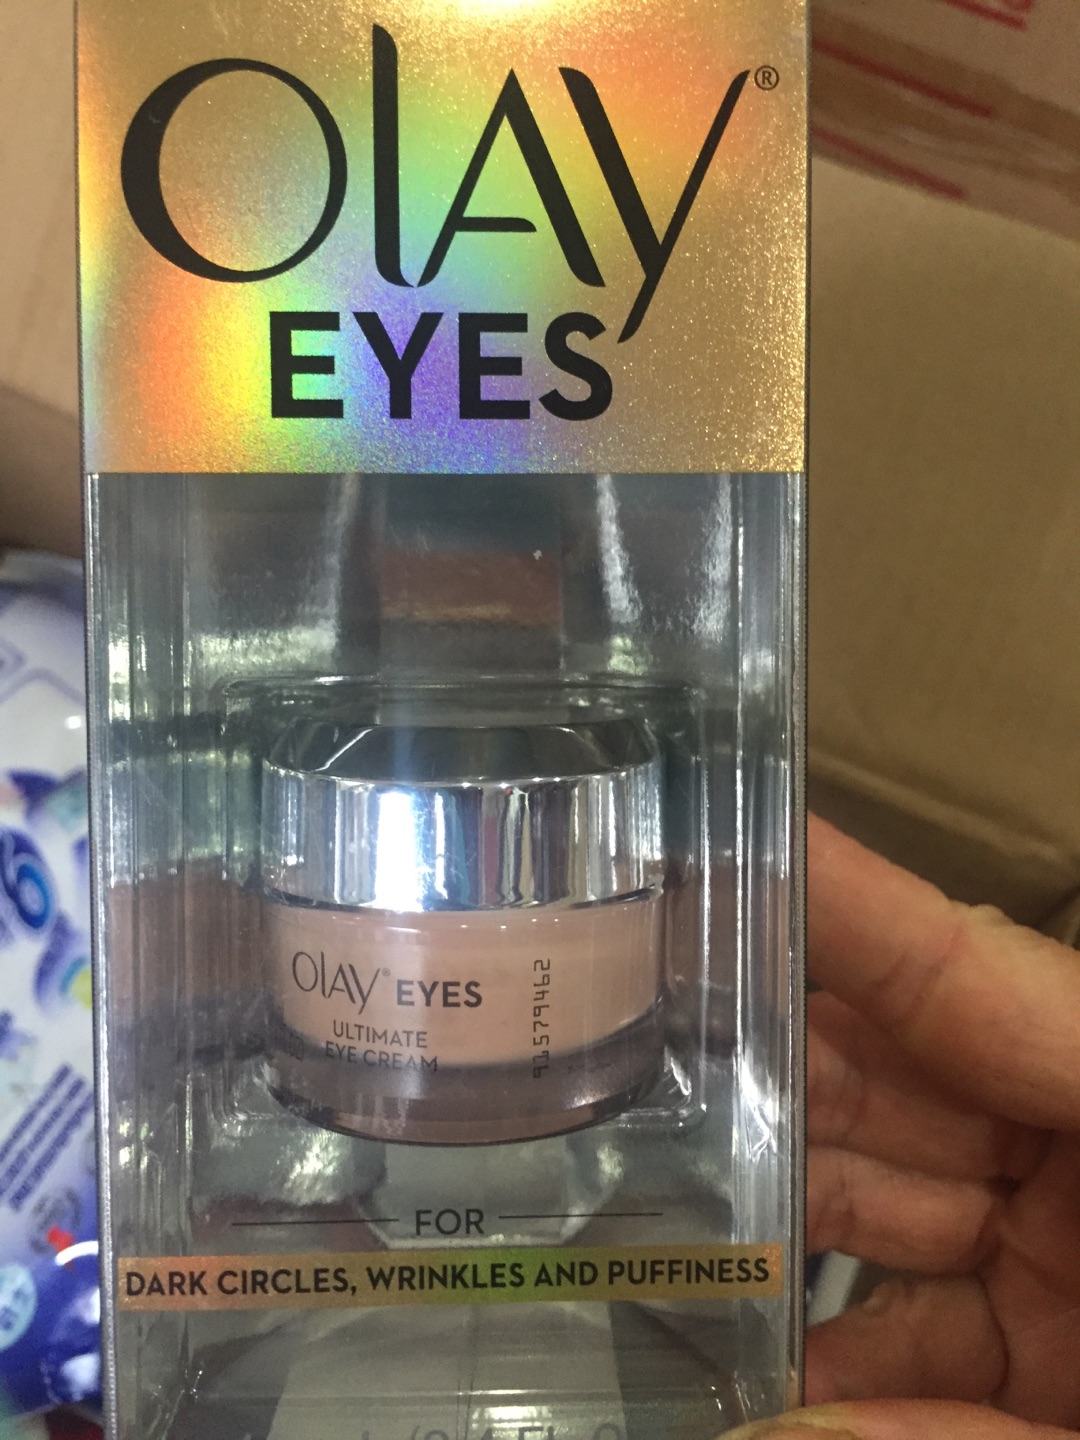 OLAY®
EYES
OLAY® EYES
ULTIMATE
EYE CREAM
91579462
FOR
DARK CIRCLES, WRINKLES AND PUFFINESS